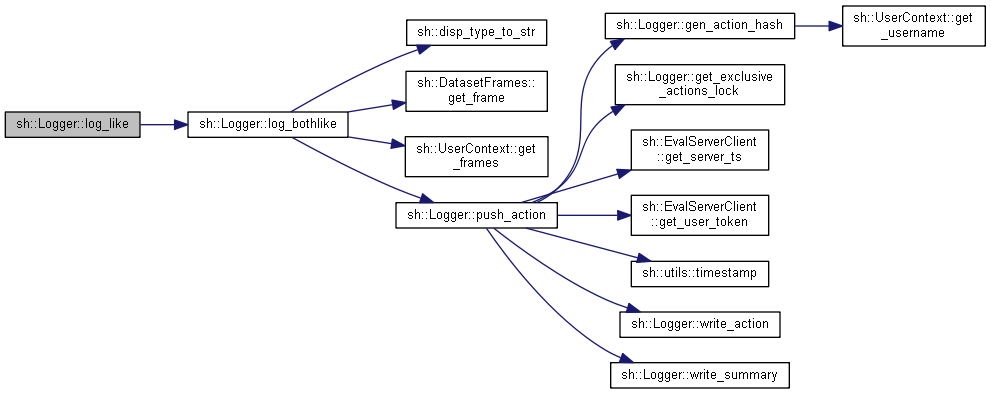 sh::Logger::log_like
sh::Logger::log_bothlike
sh::disp_type_to_str
sh::DatasetFrames::
get_frame
sh::UserContext::get
_frames
sh::Logger::push_action
sh::Logger::gen_action_hash
sh::Logger::get_exclusive
_actions_lock
sh::EvalServerClient
::get_server_ts
sh::EvalServerClient
::get_user_token
sh::utils::timestamp
sh::Logger::write_action
sh::Logger::write_summary
sh::UserContext::get
_username